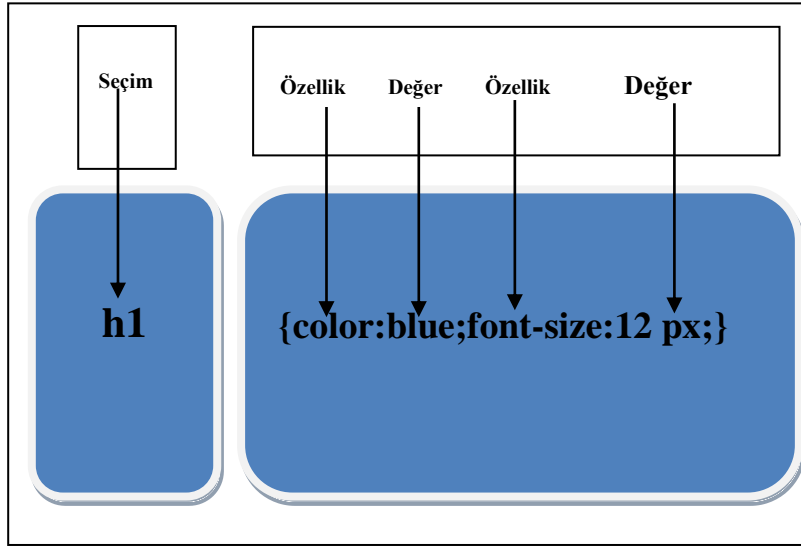 Seçim
Özellik Değer Özellik Değer
h1
{color:blue;font-size:12 px;}